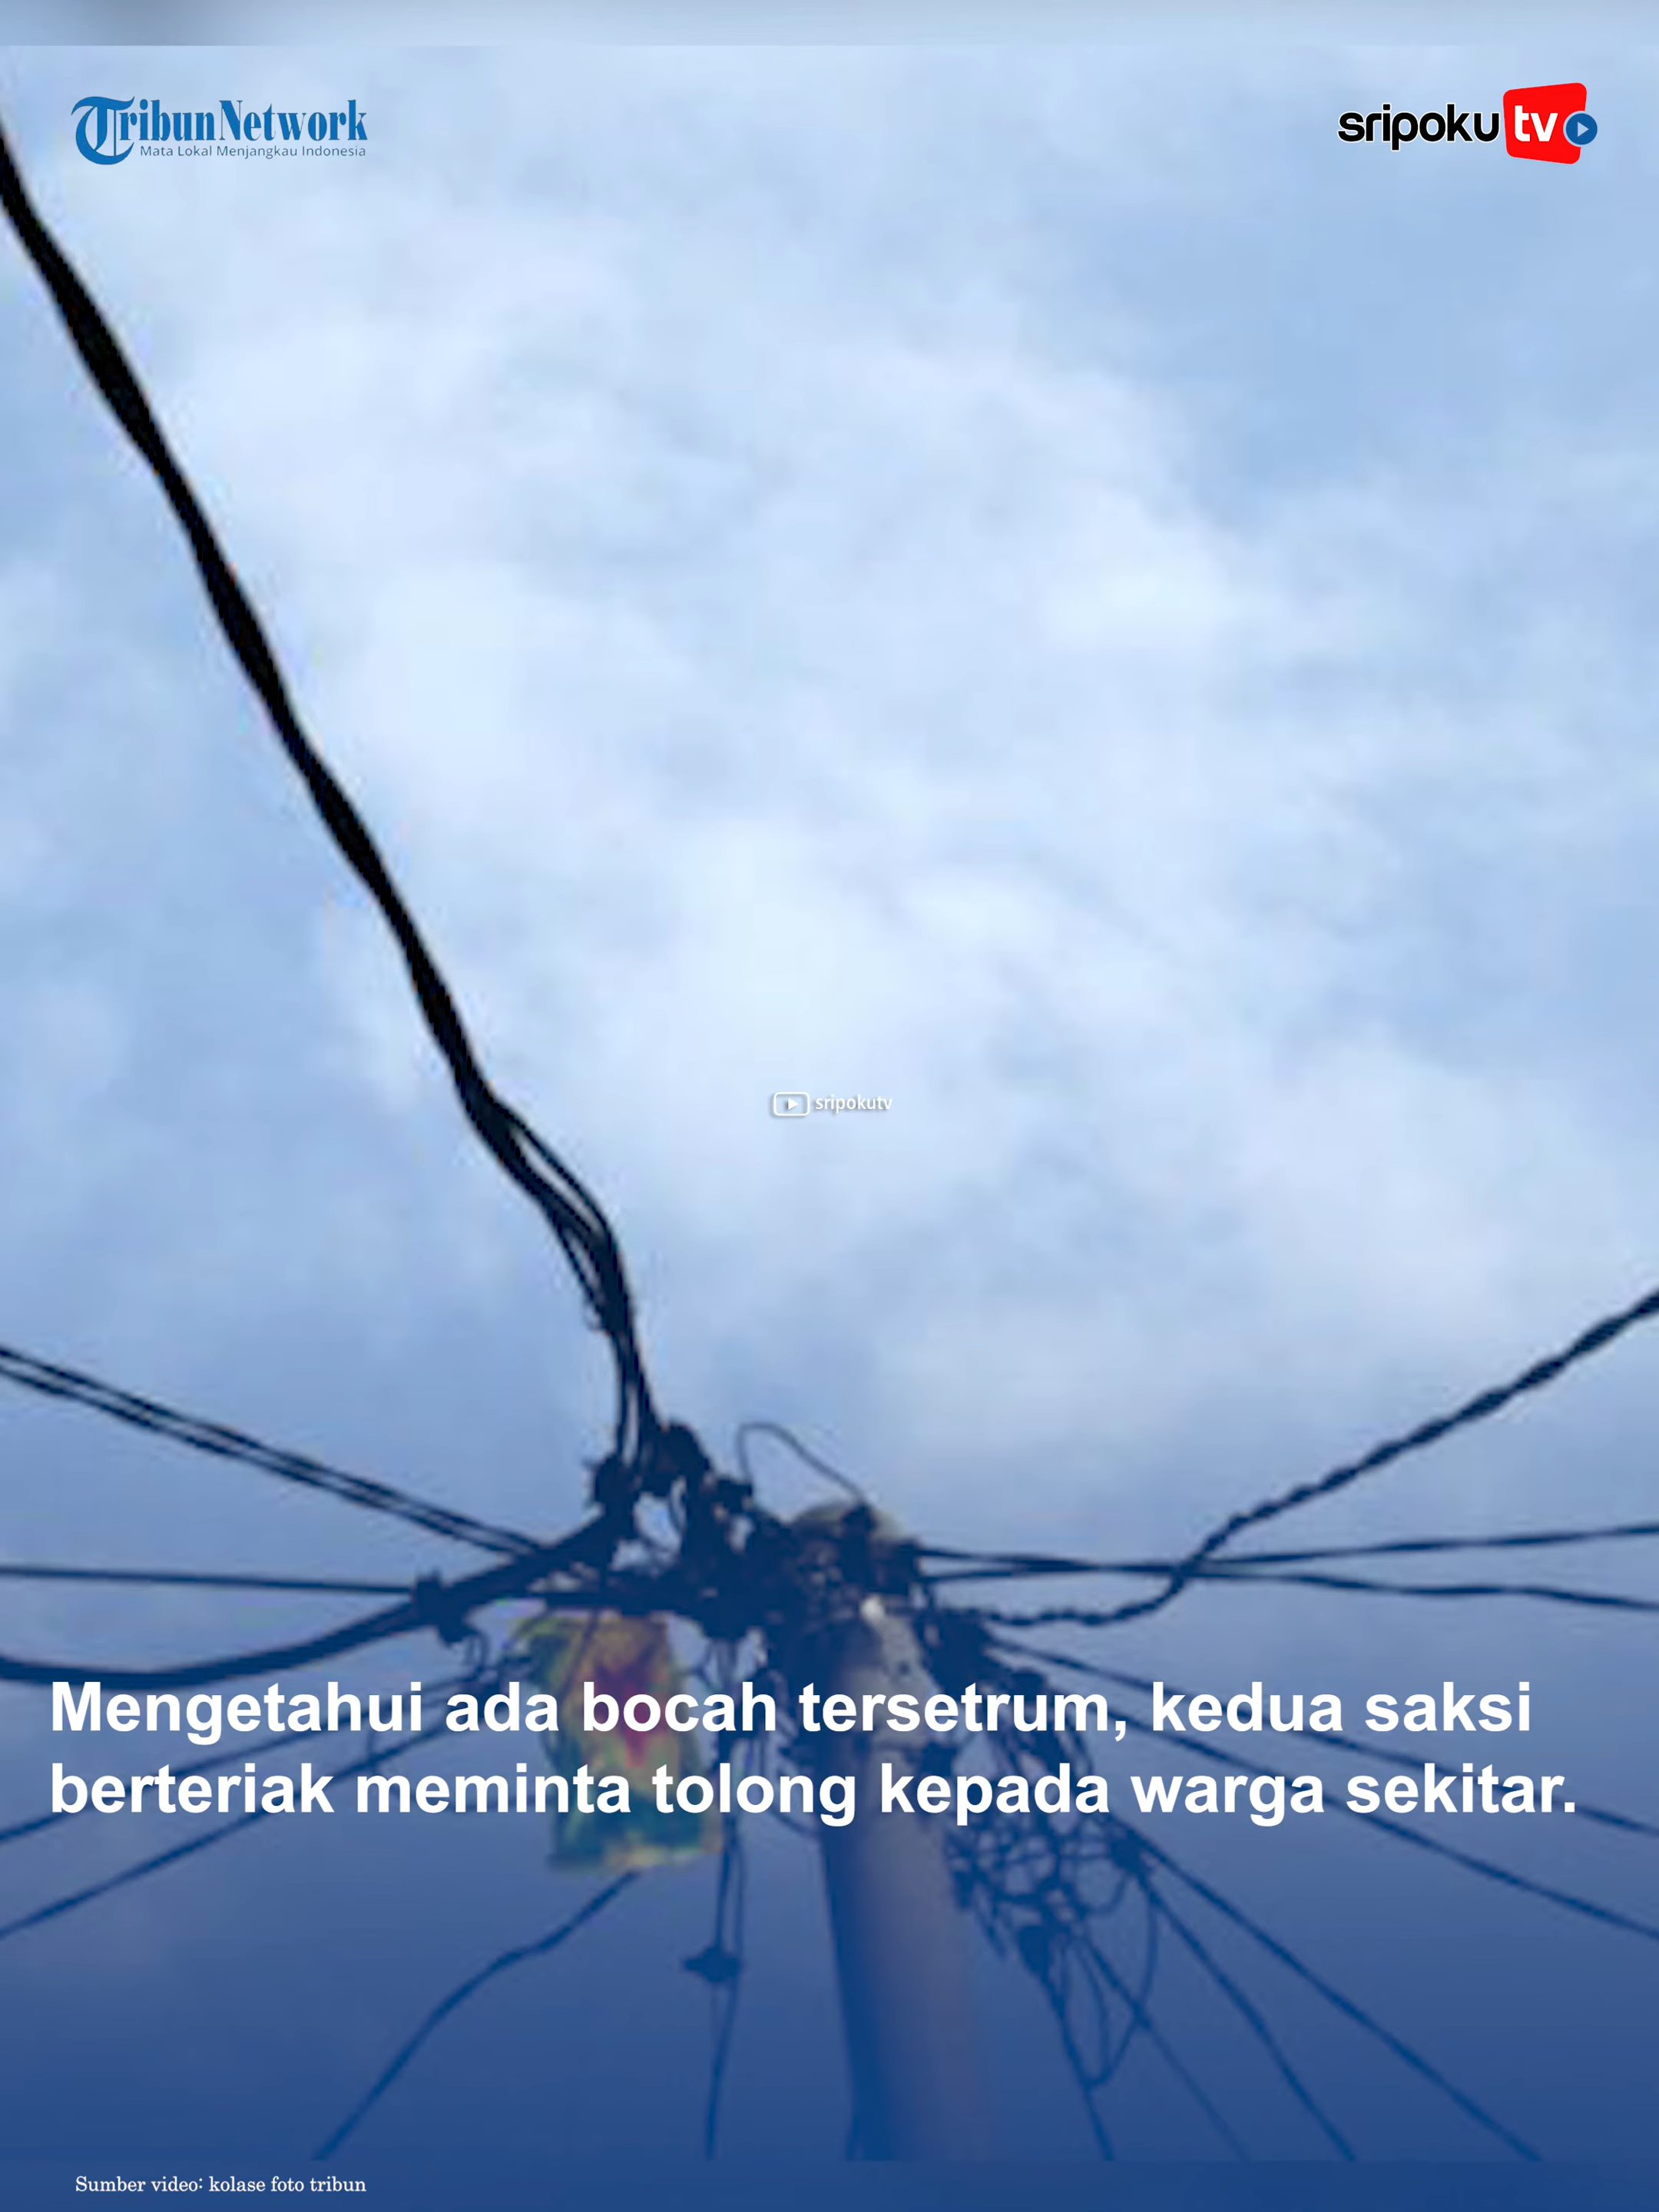 TribunNetwork
Mata Lokal Menjangkau Indonesia
sripoku tv
sripokutv
Mengetahui ada bocah tersetrum, kedua saksi
berteriak meminta tolong kepada warga sekitar.
Sumber video: kolase foto tribun